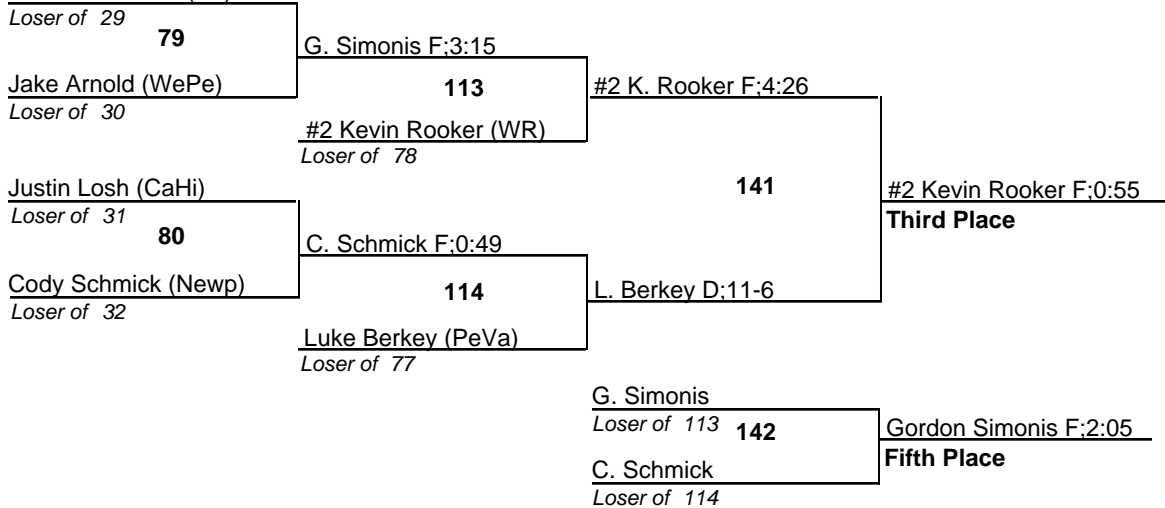 Loser of 29
79
G. Simonis F;3:15
Jake Arnold (WePe)
113
#2 K. Rooker F;4:26
Loser of 30
#2 Kevin Rooker (WR)
Loser of 78
Justin Losh (CaHi)
141
#2 Kevin Rooker F;0:55
Loser of 31
Third Place
80
C. Schmick F;0:49
Cody Schmick (Newp)
114
L. Berkey D;11-6
Loser of 32
Luke Berkey (PeVa)
Loser of 77
G. Simonis
Loser of 113
142
Gordon Simonis F;2:05
Fifth Place
C. Schmick
Loser of 114